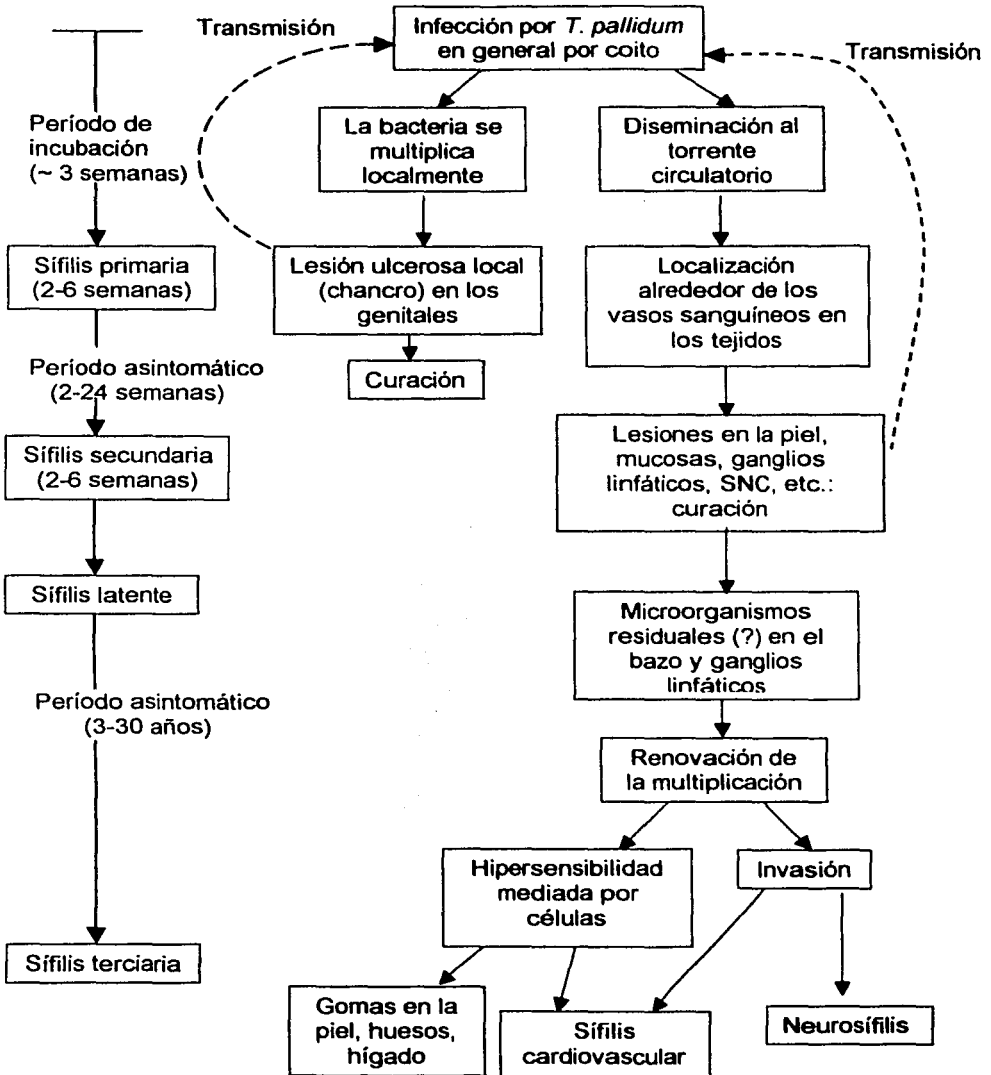 Transmisión
Infección por T. pallidum
en general por coito
Transmisión
Período de
incubación
(~ 3 semanas)
La bacteria se
multiplica
localmente
Diseminación al
torrente
circulatorio
Sífilis primaria
(2-6 semanas)
Lesión ulcerosa local
(chancro) en los
genitales
Localización
alrededor de los
vasos sanguíneos en
los tejidos
Período asintomático
(2-24 semanas)
Curación
Sífilis secundaria
(2-6 semanas)
Lesiones en la piel,
mucosas, ganglios
linfáticos, SNC, etc.:
curación
Sífilis latente
Microorganismos
residuales (?) en el
bazo y ganglios
linfáticos
Período asintomático
(3-30 años)
Renovación de
la multiplicación
Hipersensibilidad
mediada por
células
Invasión
Sífilis terciaria
Gomas en la
piel, huesos,
hígado
Sífilis
cardiovascular
Neurosífilis